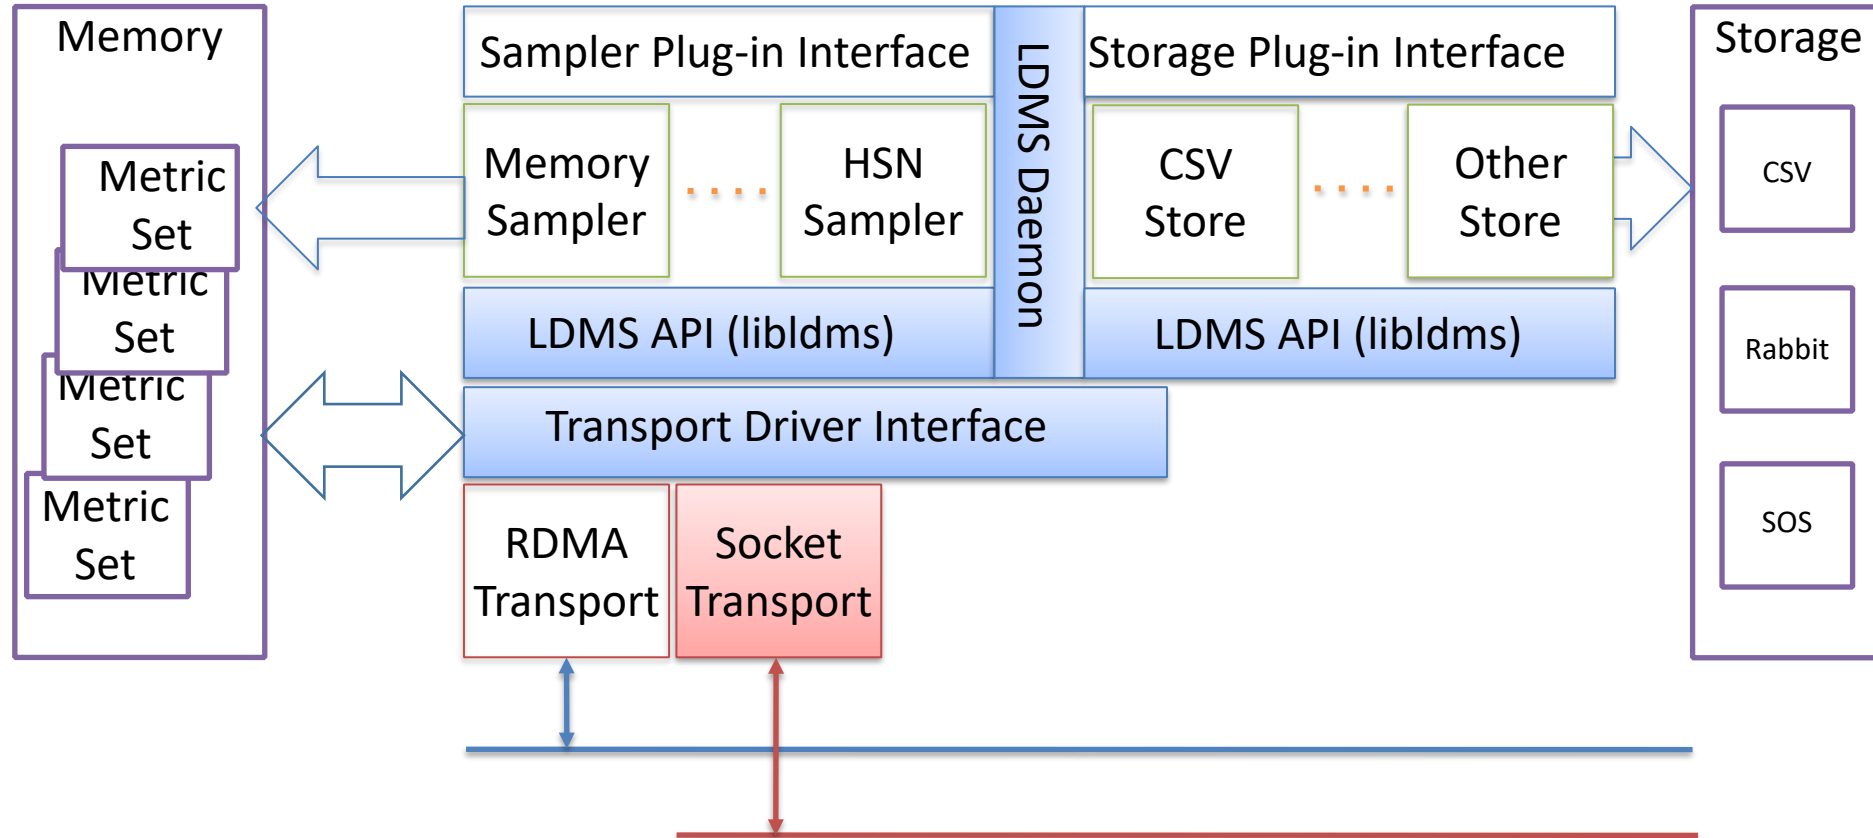 Memory
Metric
Set
Metric
Set
Metric
Set
Metric
Set
Sampler Plug-in Interface
Memory
Sampler
....
HSN
Sampler
LDMS API (libldms)
LDMS Daemon
Storage Plug-in Interface
CSV
Store
....
Other
Store
LDMS API (libldms)
Transport Driver Interface
RDMA
Transport
Socket
Transport
Storage
CSV
Rabbit
SOS